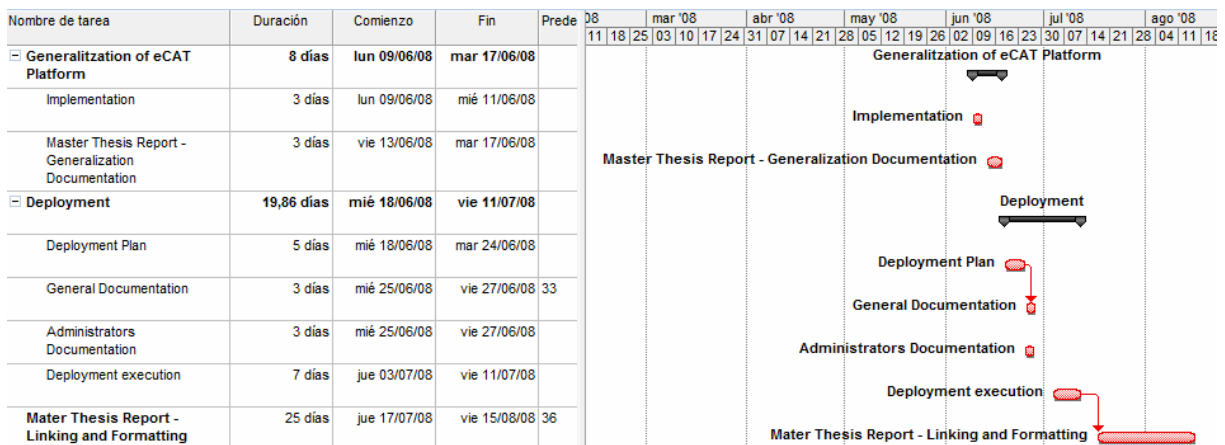 Nombre de tarea Duración Comienzo Fin Prede 08 mar '08 abr '08 may '08 jun '08 jul '08 ago '08
11 18 25 03 10 17 24 31 07 14 21 28 05 12 19 26 02 09 16 23 30 07 14 21 28 04 11 18
Generalitzation of eCAT 8 días lun 09/06/08 mar 17/06/08 Generalitzation of eCAT Platform
Platform
Implementation 3 días lun 09/06/08 mié 11/06/08 Implementation
Master Thesis Report - 3 días vie 13/06/08 mar 17/06/08
Generalization Master Thesis Report - Generalization Documentation
Documentation
Deployment 19,86 días mié 18/06/08 vie 11/07/08 Deployment
Deployment Plan 5 días mié 18/06/08 mar 24/06/08 Deployment Plan
General Documentation 3 días mié 25/06/08 vie 27/06/08 33 General Documentation
Administrators 3 días mié 25/06/08 vie 27/06/08
Documentation Administrators Documentation
Deployment execution 7 días jue 03/07/08 vie 11/07/08 Deployment execution
Mater Thesis Report - 25 días jue 17/07/08 vie 15/08/08 36
Linking and Formatting Mater Thesis Report - Linking and Formatting